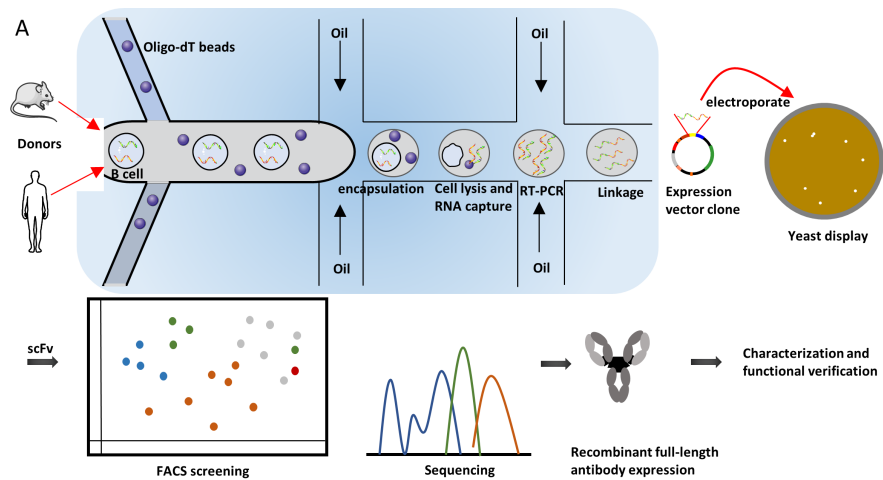 A
Oligo-dT beads
Oil
Oil
electroporate
Donors
B cell
encapsulation
Cell lysis and
RNA capture
RT-PCR
Linkage
Expression
vector clone
Yeast display
Oil
Oil
scFv
Characterization and
functional verification
FACS screening
Sequencing
Recombinant full-length
antibody expression